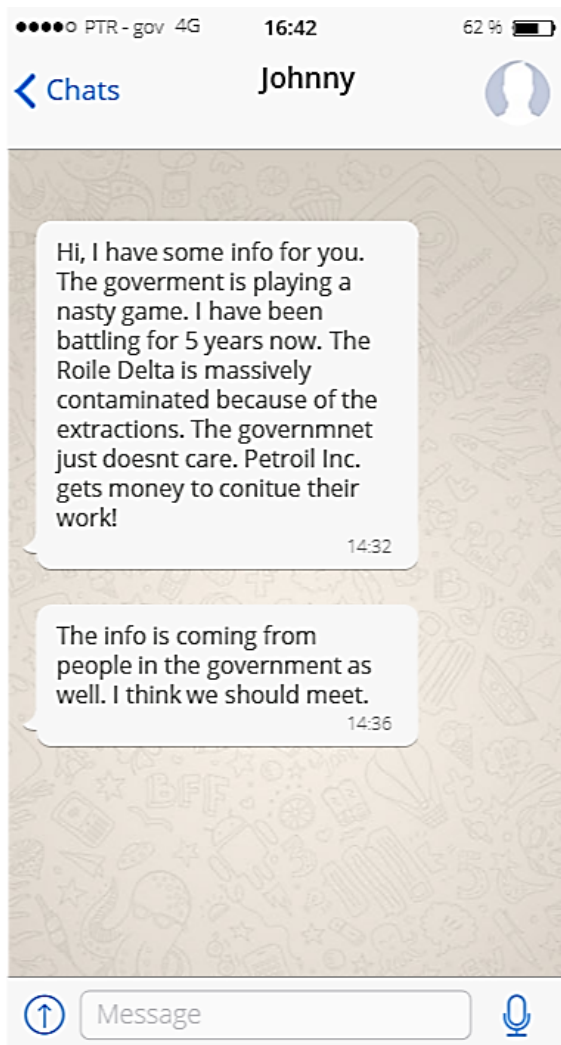 PTR - gov 4G 16:42 62 %
Chats Johnny
Hi, I have some info for you.
The goverment is playing a
nasty game. I have been
battling for 5 years now. The
Roile Delta is massively
contaminated because of the
extractions. The governmnet
just doesnt care. Petroil Inc.
gets money to conitue their
work!
14:32
The info is coming from
people in the government as
well. I think we should meet.
14:36
BFF
Message